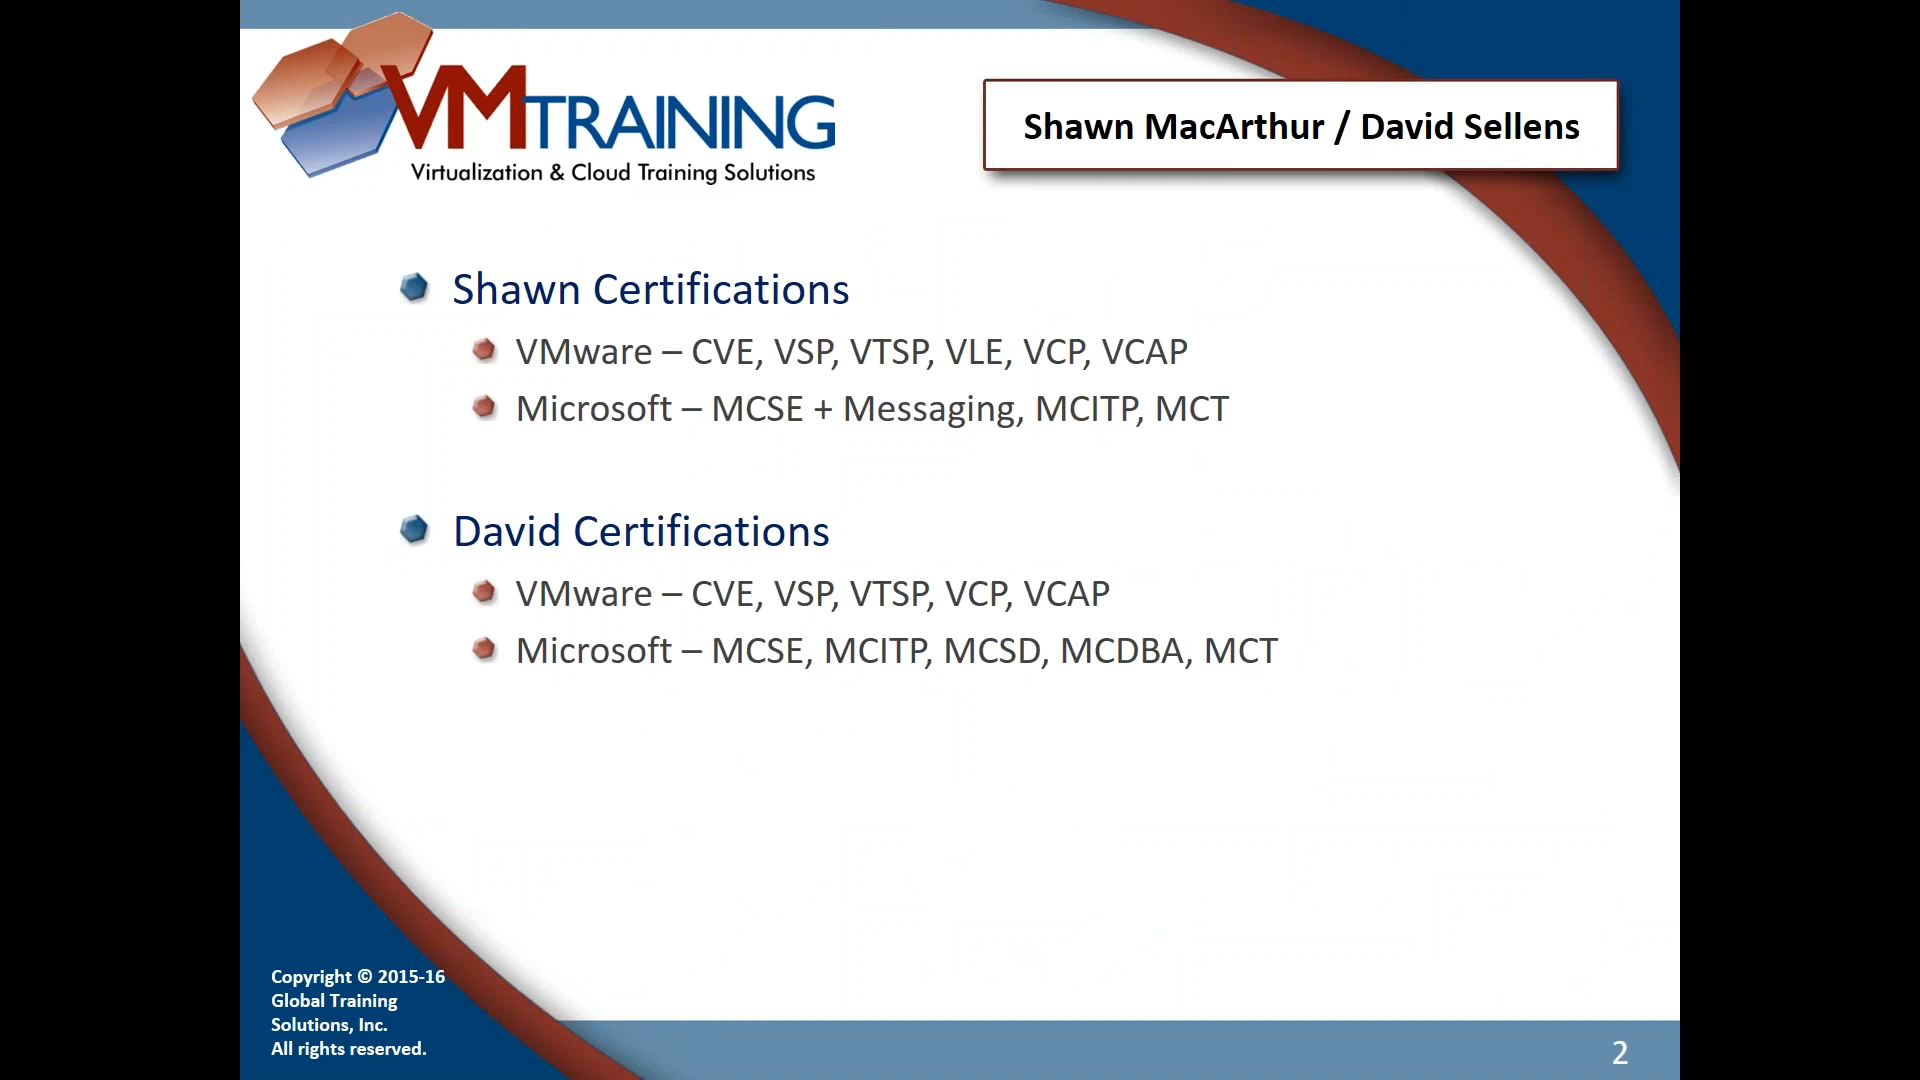 VMTRAINING
Virtualization & Cloud Training Solutions
Shawn MacArthur / David Sellens
Shawn Certifications
VMware – CVE, VSP, VTSP, VLE, VCP, VCAP
Microsoft – MCSE + Messaging, MCITP, MCT
David Certifications
VMware – CVE, VSP, VTSP, VCP, VCAP
Microsoft – MCSE, MCITP, MCSD, MCDBA, MCT
Copyright © 2015-16
Global Training
Solutions, Inc.
All rights reserved.
2